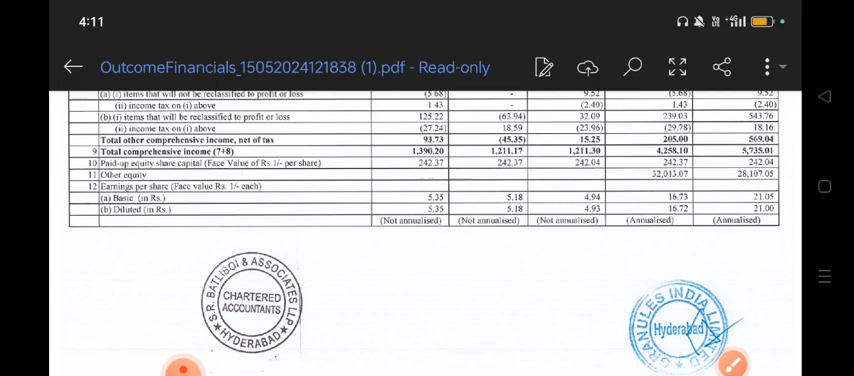 4:11
Vo LTE 4G
OutcomeFinancials_15052024121838 (1).pdf - Read-only
(a) (i) items that will not be reclassified to profit or loss (5.68) - 9.52 (5.68) 9.52
(ii) income tax on (i) above 1.43 - (2.40) 1.43 (2.40)
(b) (i) items that will be reclassified to profit or loss 125.22 (63.94) 32.09 239.03 543.76
(ii) income tax on (i) above (27.24) 18.59 (23.96) (29.78) 18.16
Total other comprehensive income, net of tax 93.73 (45.35) 15.25 205.00 569.04
9 Total comprehensive income (7+8) 1,390.20 1,211.17 1,211.30 4,258.10 5,735.01
10 Paid-up equity share capital (Face Value of Rs.1/- per share) 242.37 242.37 242.04 242.37 242.04
11 Other equity 32,013.07 28,107.05
12 Earnings per share (Face value Rs. 1/- each)
(a) Basic (in Rs.) 5.35 5.18 4.94 16.73 21.05
(b) Diluted (in Rs.) 5.35 5.18 4.93 16.72 21.00
(Not annualised) (Not annualised) (Not annualised) (Annualised) (Annualised)
S.R. BATLIBOI & ASSOCIATES LLP
CHARTERED
ACCOUNTANTS
HYDERABAD
GRANULES INDIA LIMITED
Hyderabad